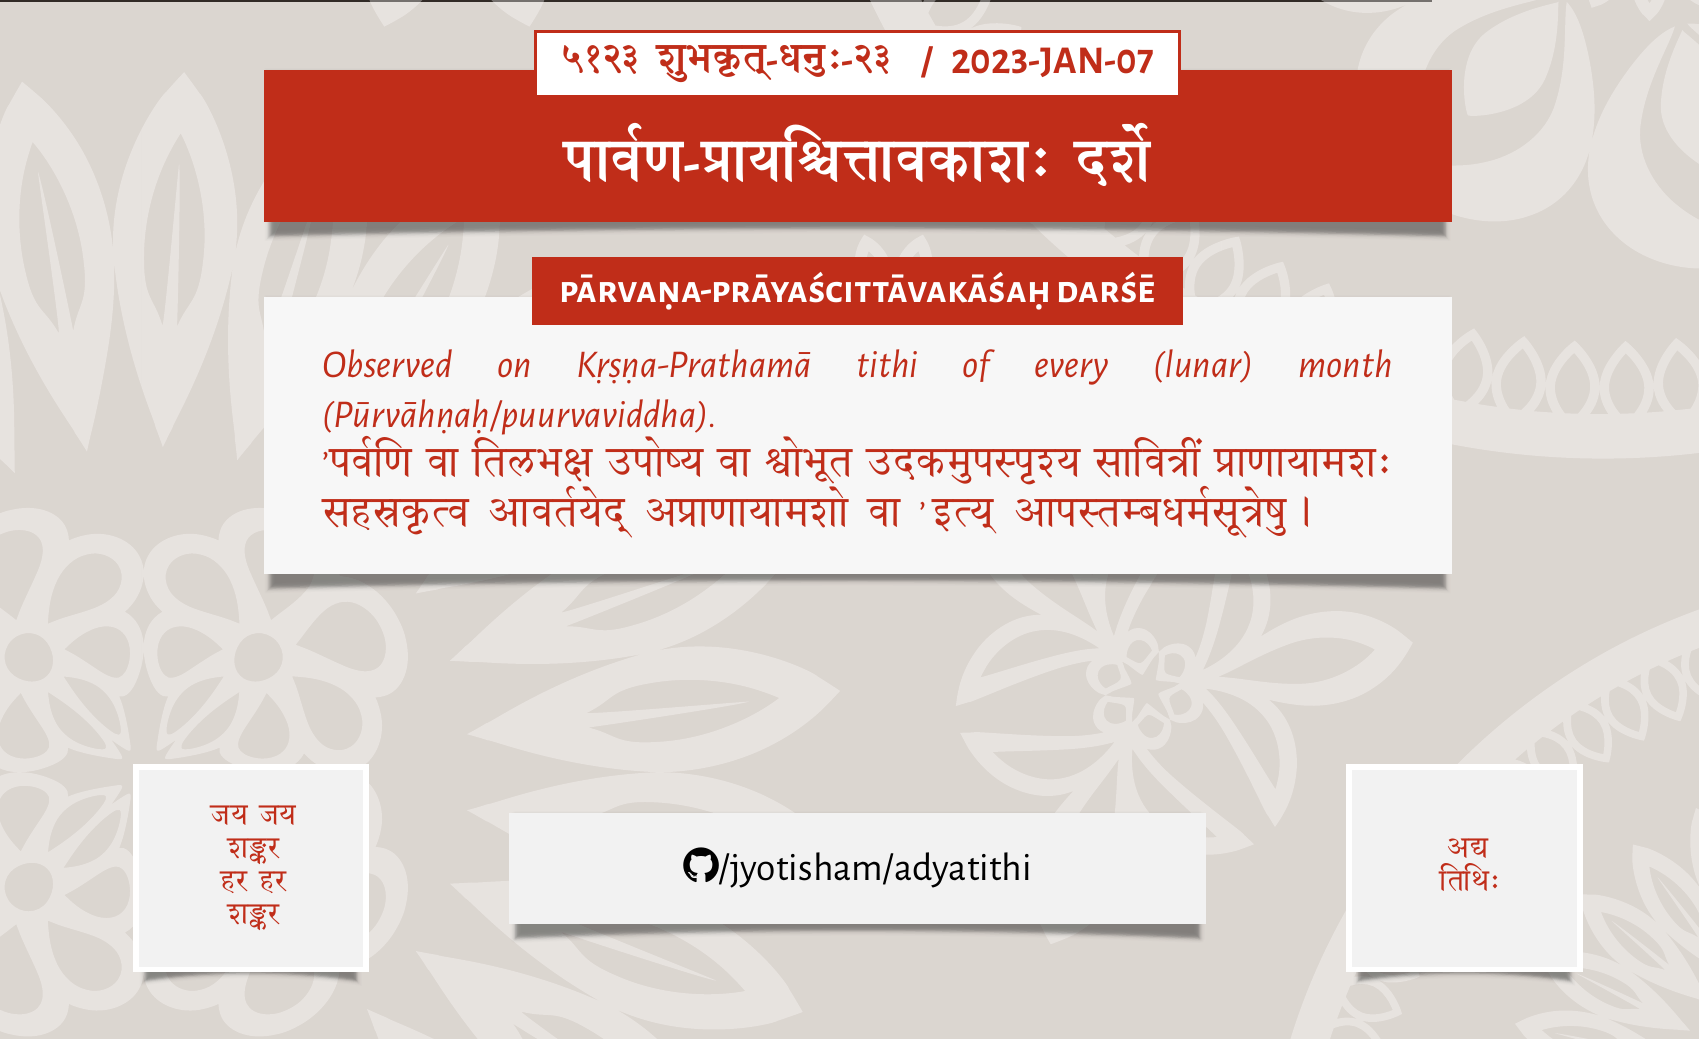 ५१२३ शुभकृत्-धनुः-२३ / 2023-JAN-07
पार्वण-प्रायश्चित्तावकाशः दर्शे
PĀRVAṆA-PRĀYAŚCITTĀVAKĀŚAḤ DARŚĒ
Observed on Kṛṣṇa-Prathamā tithi of every (lunar) month
(Pūrvāhṇaḥ/puurvaviddha).
'पर्वणि वा तिलभक्ष उपोष्य वा श्वोभूत उदकमुपस्पृश्य सावित्रीं प्राणायामशः
सहस्रकृत्व आवर्तयेद् अप्राणायामशो वा 'इत्य् आपस्तम्बधर्मसूत्रेषु।
जय जय
शङ्कर
हर हर
शङ्कर
/jyotisham/adyatithi
अद्य
तिथिः